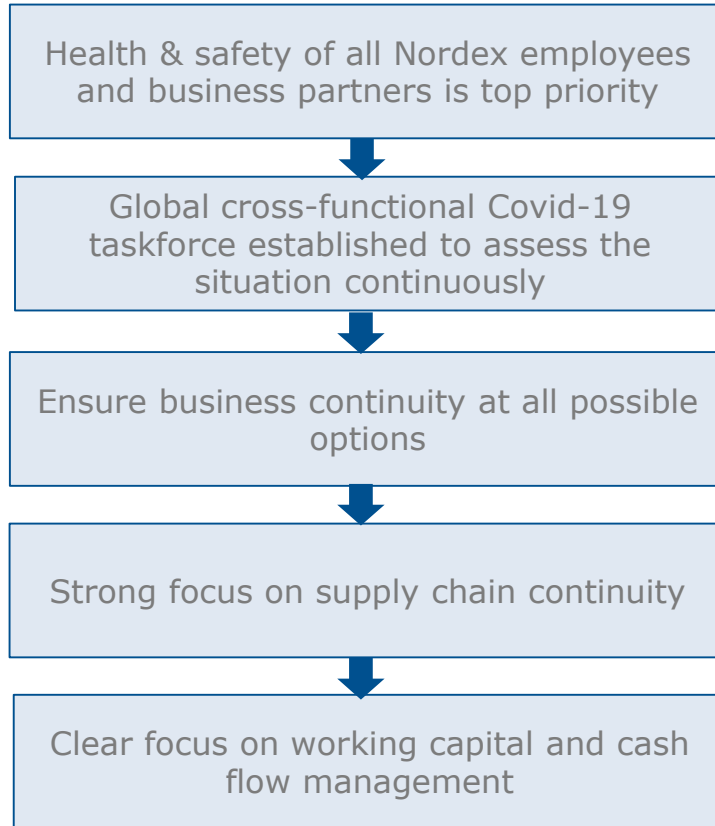 Health & safety of all Nordex employees
and business partners is top priority
Global cross-functional Covid-19
taskforce established to assess the
situation continuously
Ensure business continuity at all possible
options
Strong focus on supply chain continuity
Clear focus on working capital and cash
flow management